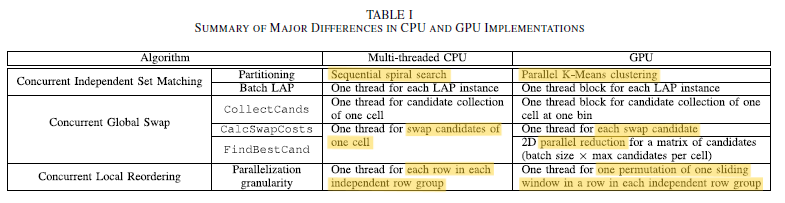 TABLE I
SUMMARY OF MAJOR DIFFERENCES IN CPU AND GPU IMPLEMENTATIONS
Algorithm Multi-threaded CPU GPU
Concurrent Independent Set Matching Partitioning Sequential spiral search Parallel K-Means clustering
Batch LAP One thread for each LAP instance One thread block for each LAP instance
Concurrent Global Swap CollectCands One thread for candidate collection of one cell One thread block for candidate collection of one cell at one bin
CalcSwapCosts One thread for swap candidates of one cell One thread for each swap candidate
FindBestCand 2D parallel reduction for a matrix of candidates (batch size × max candidates per cell)
Concurrent Local Reordering Parallelization granularity One thread for each row in each independent row group One thread for one permutation of one sliding window in a row in each independent row group